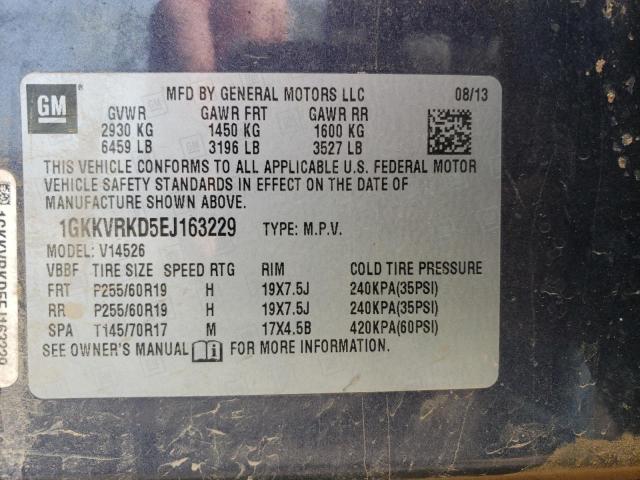 GM
®
MFD BY GENERAL MOTORS LLC 08/13
GVWR GAWR FRT GAWR RR
2930 KG 1450 KG 1600 KG
6459 LB 3196 LB 3527 LB
THIS VEHICLE CONFORMS TO ALL APPLICABLE U.S. FEDERAL MOTOR
VEHICLE SAFETY STANDARDS IN EFFECT ON THE DATE OF
MANUFACTURE SHOWN ABOVE.
1GKKVRKD5EJ163229 TYPE: M.P.V.
MODEL: V14526
VBBF TIRE SIZE SPEED RTG RIM COLD TIRE PRESSURE
FRT P255/60R19 H 19X7.5J 240KPA(35PSI)
RR P255/60R19 H 19X7.5J 240KPA(35PSI)
SPA T145/70R17 M 17X4.5B 420KPA(60PSI)
SEE OWNER'S MANUAL FOR MORE INFORMATION.
1GKKVRKD5EJ163229